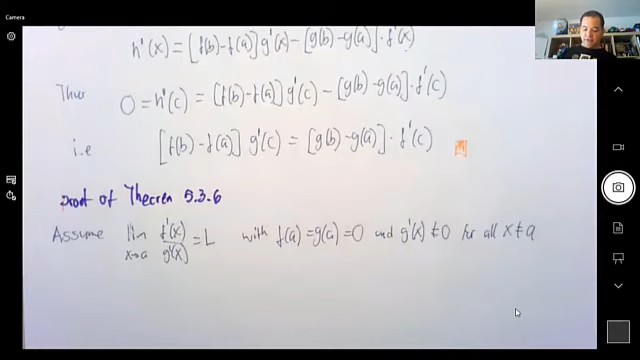 Camera
h'(x) = [f(b)-f(a)] g'(x) - [g(b)-g(a)] · f'(x)
Thus 0 = h'(c) = [f(b)-f(a)] g'(c) - [g(b)-g(a)] · f'(c)
i.e [f(b)-f(a)] g'(c) = [g(b)-g(a)] · f'(c)
proof of Theorem 5.3.6
Assume lim x→a f'(x)/g'(x) = L with f(a)=g(a)=0 and g'(x) ≠ 0 for all x ≠ a